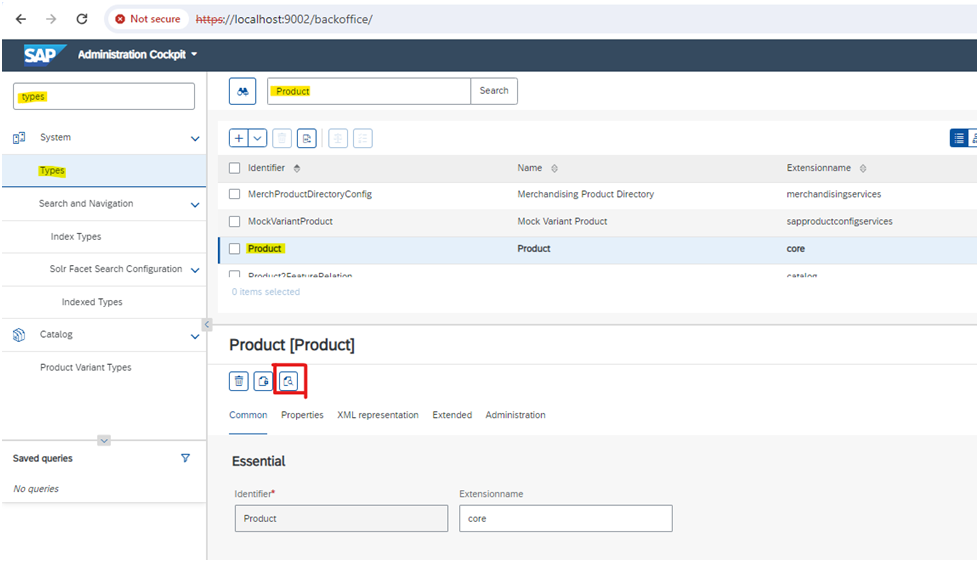 Not secure https://localhost:9002/backoffice/
SAP Administration Cockpit
types
System
Types
Search and Navigation
Index Types
Solr Facet Search Configuration
Indexed Types
Catalog
Product Variant Types
Saved queries
No queries
Product Search
Identifier Name Extensionname
MerchProductDirectoryConfig Merchandising Product Directory merchandisingservices
MockVariantProduct Mock Variant Product sapproductconfigservices
Product Product core
Product2FeatureRelation catalog
0 items selected
Product [Product]
Common Properties XML representation Extended Administration
Essential
Identifier* Extensionname
Product core